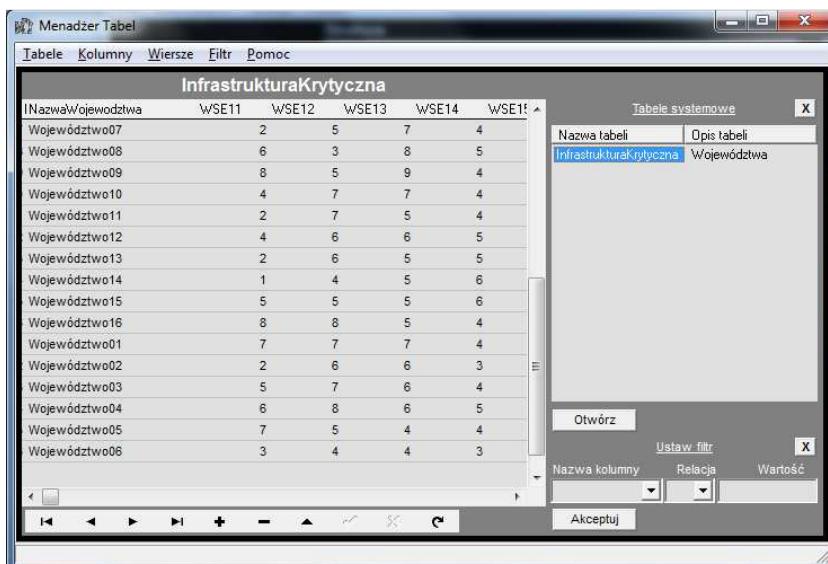 Menadżer Tabel
Tabele Kolumny Wiersze Filtr Pomoc
InfrastrukturaKrytyczna
NazwaWojewodztwa WSE11 WSE12 WSE13 WSE14 WSE15
Województwo07 2 5 7 4
Województwo08 6 3 8 5
Województwo09 8 5 9 4
Województwo10 4 7 7 4
Województwo11 2 7 5 4
Województwo12 4 6 6 5
Województwo13 2 6 5 5
Województwo14 1 4 5 6
Województwo15 5 5 5 6
Województwo16 8 8 5 4
Województwo01 7 7 7 4
Województwo02 2 6 6 3
Województwo03 5 7 6 4
Województwo04 6 8 6 5
Województwo05 7 5 4 4
Województwo06 3 4 4 3
Tabele systemowe X
Nazwa tabeli Opis tabeli
InfrastrukturaKrytyczna Województwa
Otwórz
Ustaw filtr X
Nazwa kolumny Relacja Wartość
Akceptuj